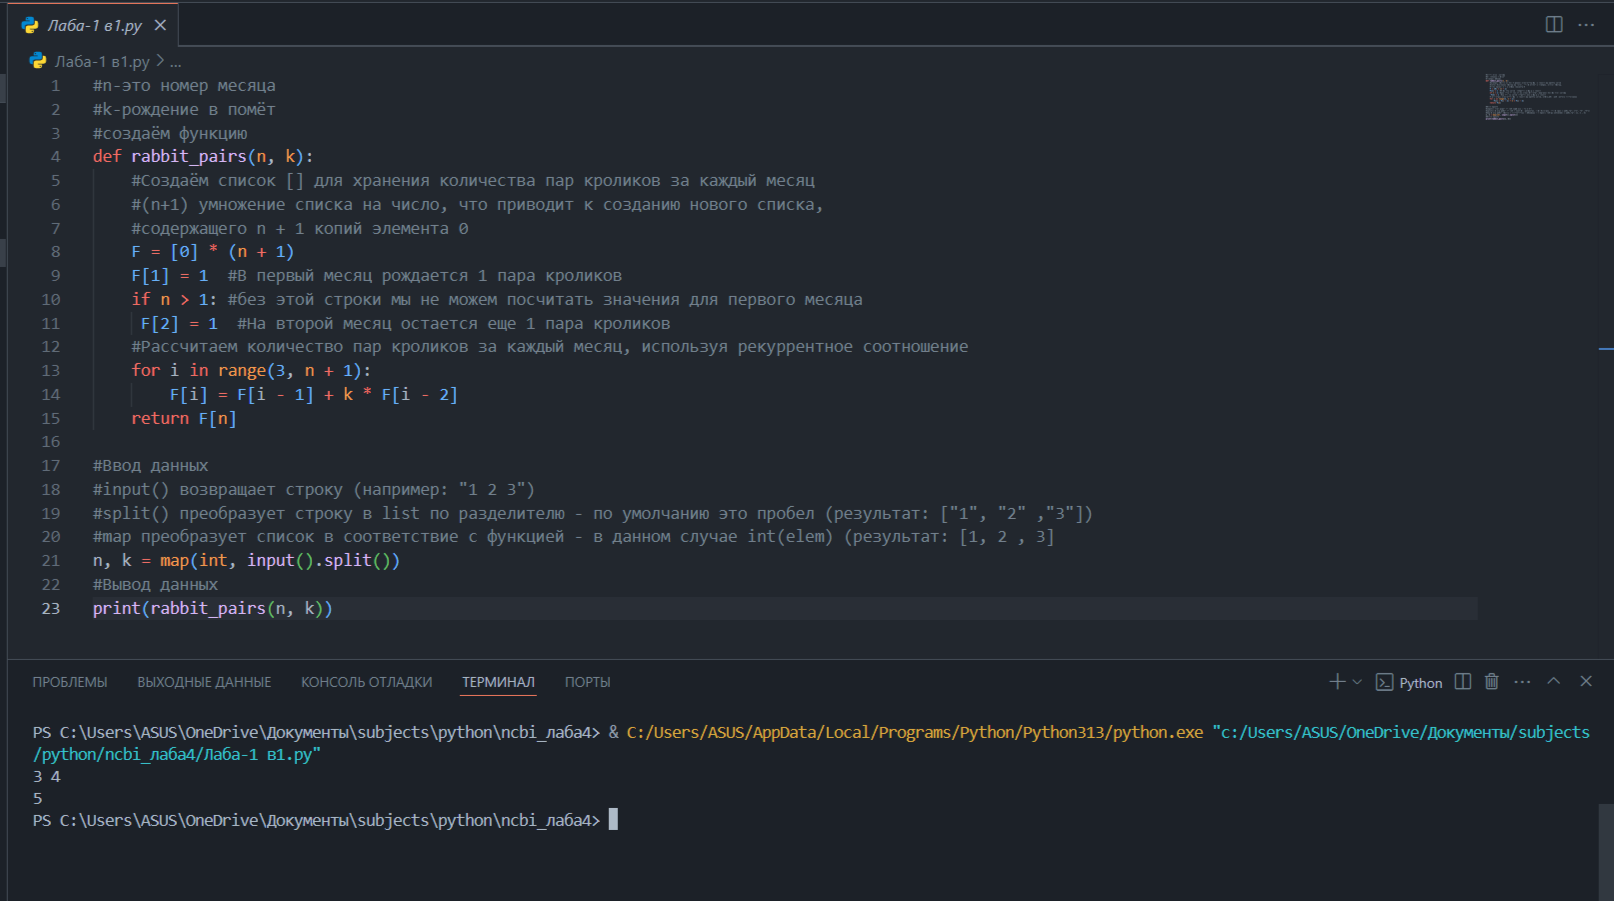 Лаба-1 в1.py
Лаба-1 в1.py > ...
1 #n-это номер месяца
2 #k-рождение в помёт
3 #создаём функцию
4 def rabbit_pairs(n, k):
5 #Создаём список [] для хранения количества пар кроликов за каждый месяц
6 #(n+1) умножение списка на число, что приводит к созданию нового списка,
7 #содержащего n + 1 копий элемента 0
8 F = [0] * (n + 1)
9 F[1] = 1  #В первый месяц рождается 1 пара кроликов
10 if n > 1: #без этой строки мы не можем посчитать значения для первого месяца
11 F[2] = 1  #На второй месяц остается еще 1 пара кроликов
12 #Рассчитаем количество пар кроликов за каждый месяц, используя рекуррентное соотношение
13 for i in range(3, n + 1):
14 F[i] = F[i - 1] + k * F[i - 2]
15 return F[n]
16
17 #Ввод данных
18 #input() возвращает строку (например: "1 2 3")
19 #split() преобразует строку в list по разделителю - по умолчанию это пробел (результат: ["1", "2" ,"3"])
20 #map преобразует список в соответствие с функцией - в данном случае int(elem) (результат: [1, 2 , 3]
21 n, k = map(int, input().split())
22 #Вывод данных
23 print(rabbit_pairs(n, k))
ПРОБЛЕМЫ ВЫХОДНЫЕ ДАННЫЕ КОНСОЛЬ ОТЛАДКИ ТЕРМИНАЛ ПОРТЫ Python
PS C:\Users\ASUS\OneDrive\Документы\subjects\python\ncbi_лаба4> & C:/Users/ASUS/AppData/Local/Programs/Python/Python313/python.exe "c:/Users/ASUS/OneDrive/Документы/subjects
/python/ncbi_лаба4/Лаба-1 в1.py"
3 4
5
PS C:\Users\ASUS\OneDrive\Документы\subjects\python\ncbi_лаба4>